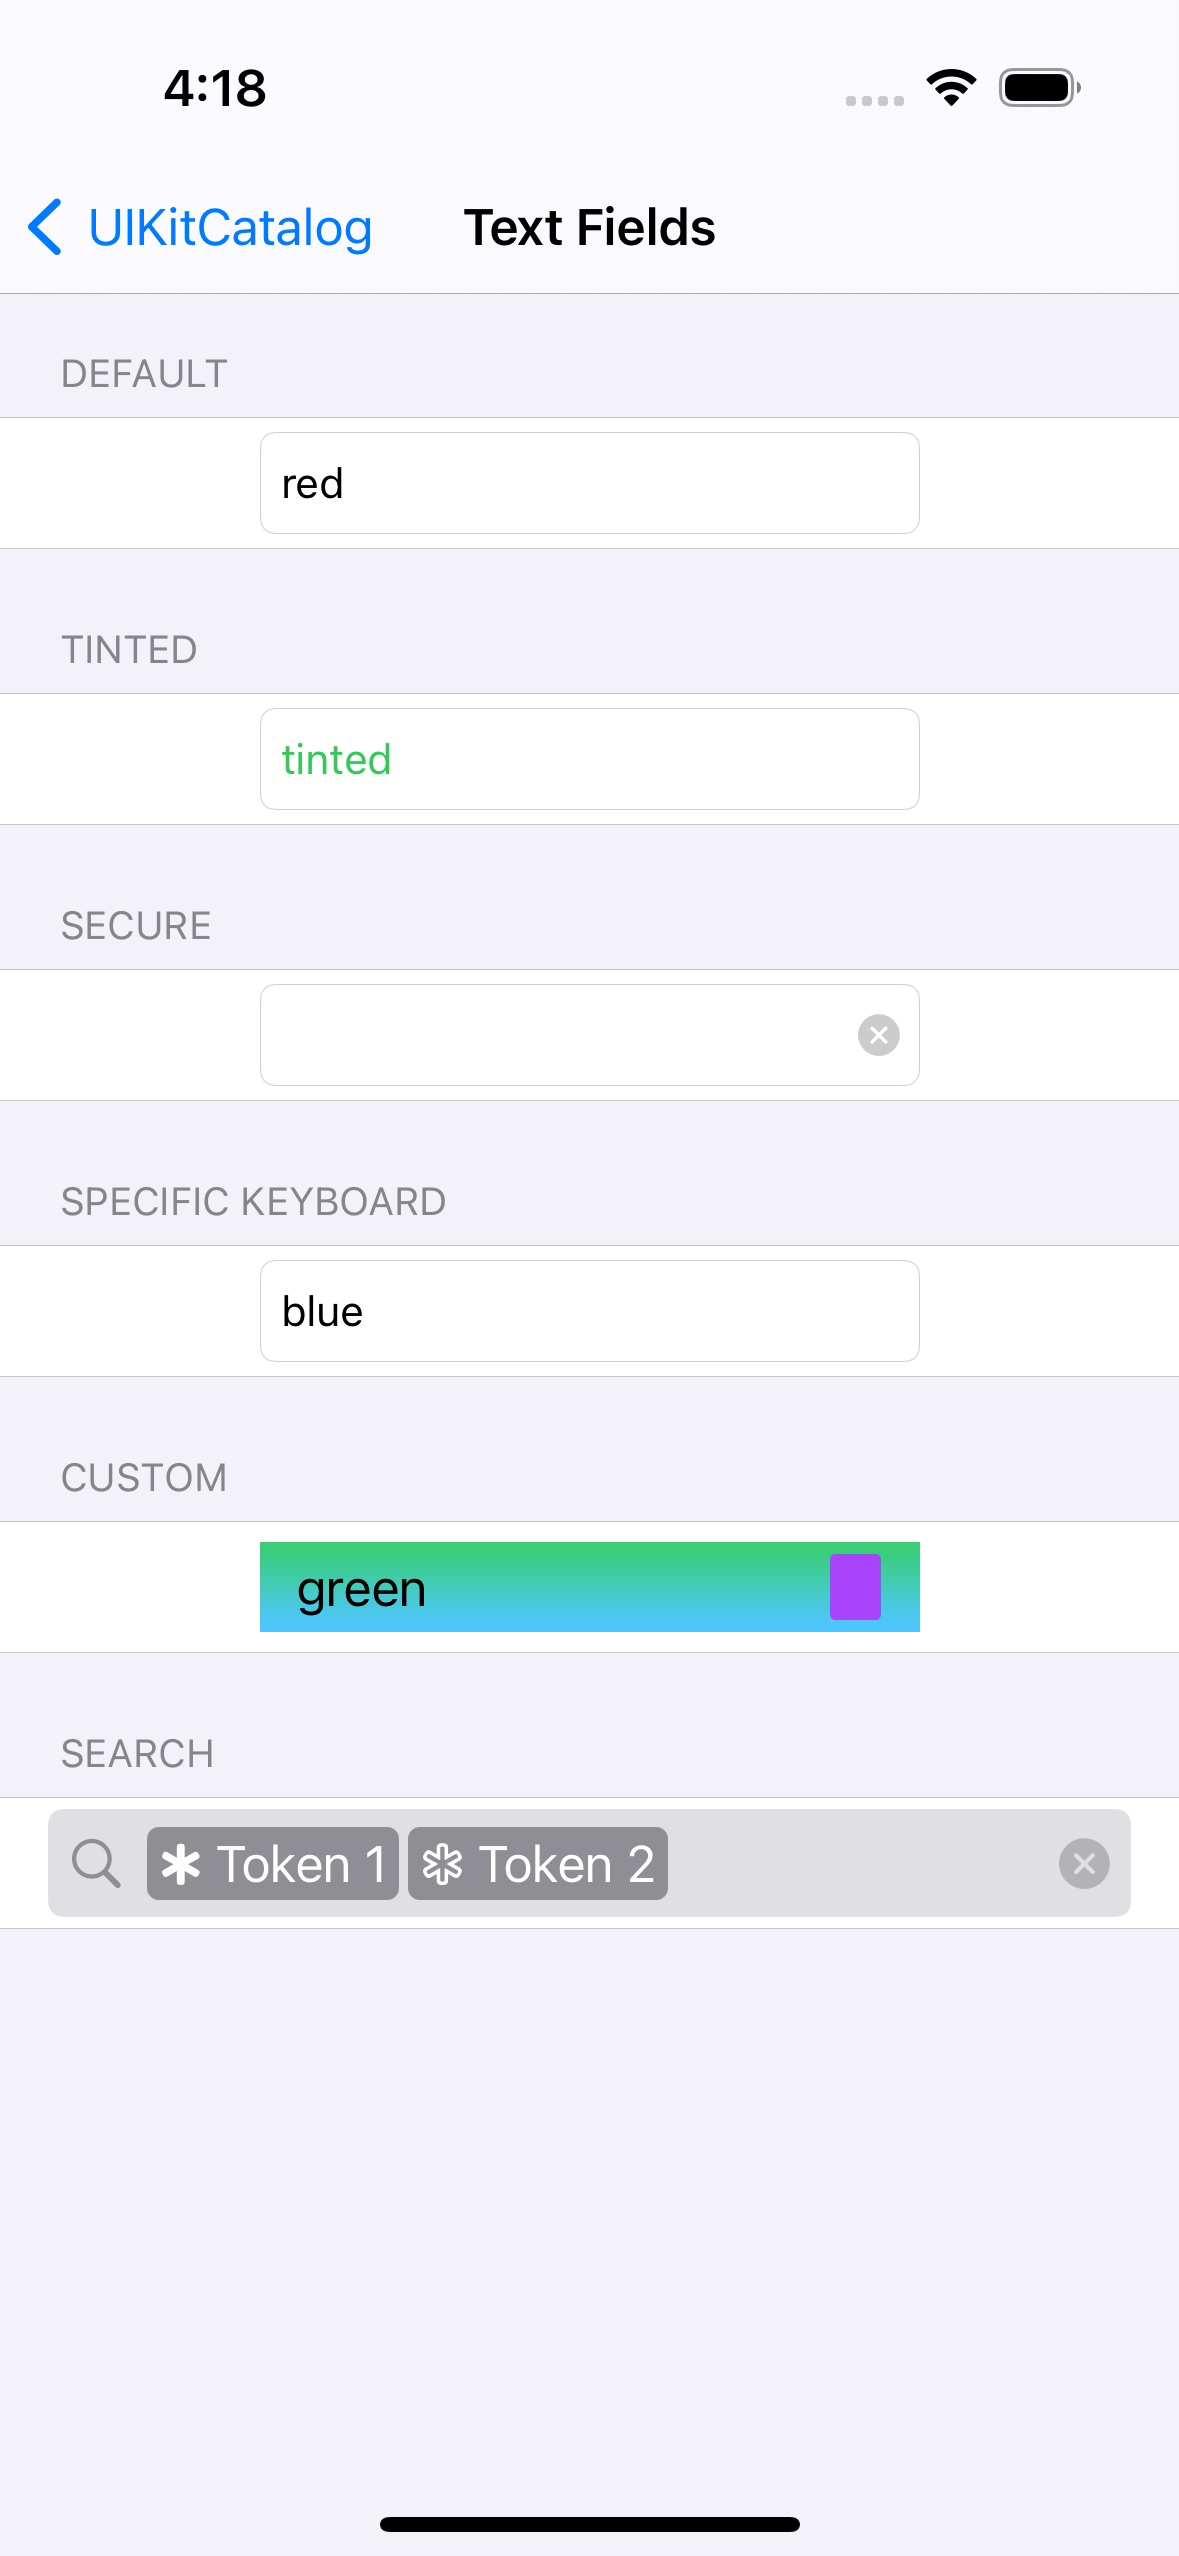 4:18
UIKitCatalog
Text Fields
DEFAULT
red
TINTED
tinted
SECURE
SPECIFIC KEYBOARD
blue
CUSTOM
green
SEARCH
Token 1
Token 2